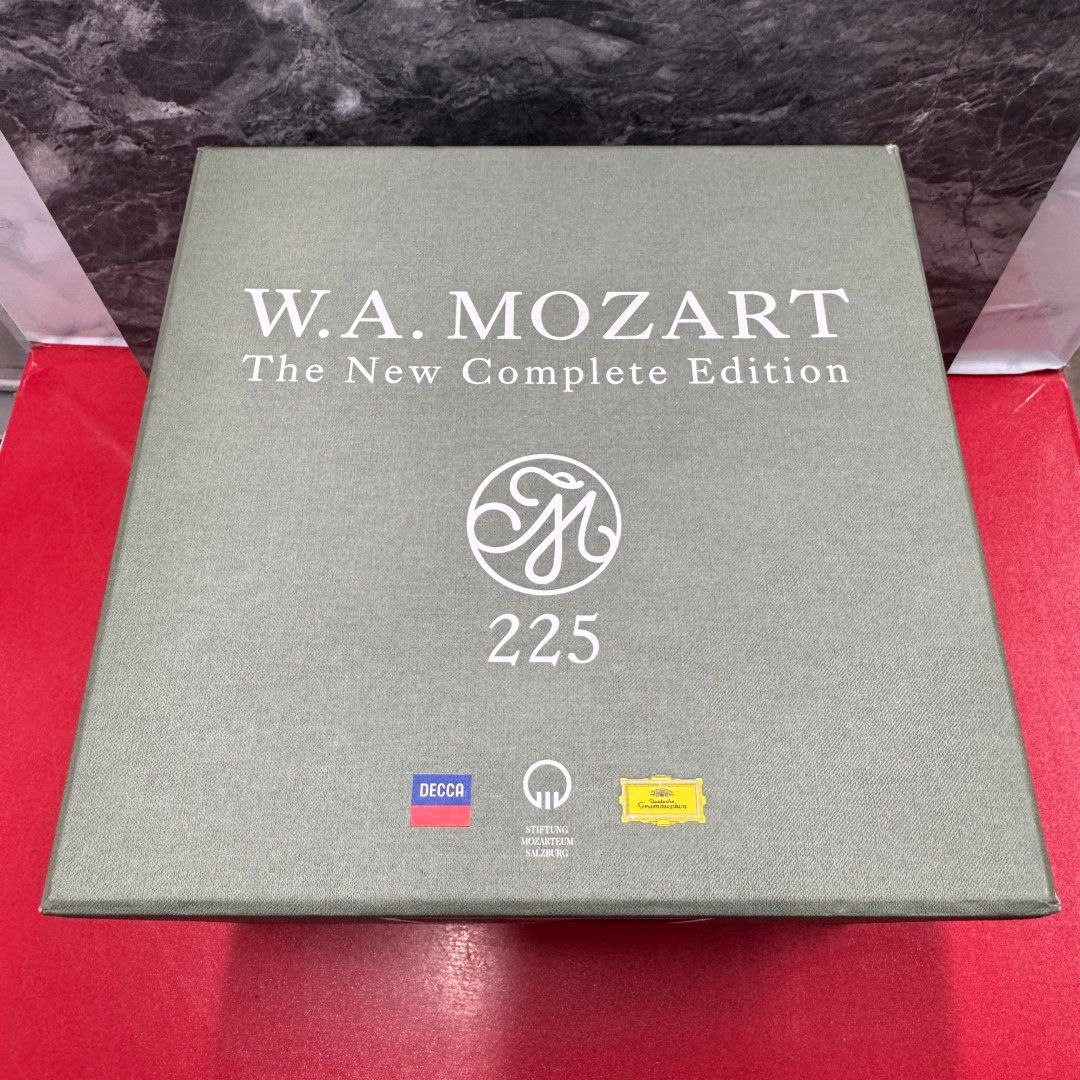 W.A. MOZART
The New Complete Edition
225
DECCA
STIFTUNG
MOZARTEUM
SALZBURG
Deutsche
Grammophon